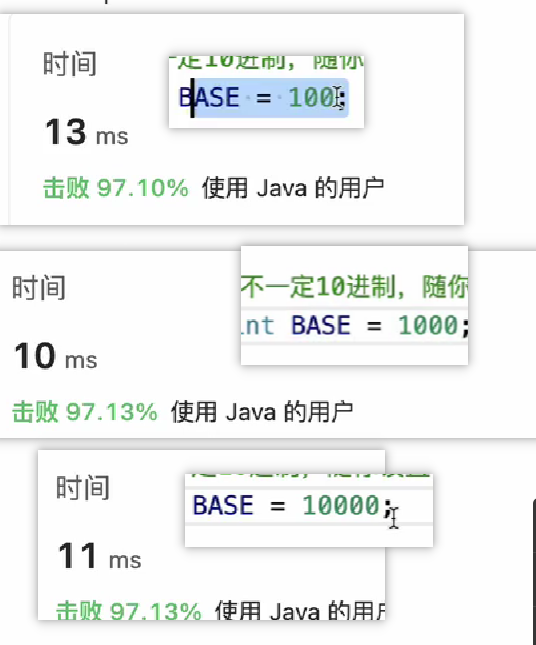 时间
定10进制，随你
BASE = 100;
13 ms
击败 97.10% 使用 Java 的用户
时间
不一定10进制，随你
int BASE = 1000;
10 ms
击败 97.13% 使用 Java 的用户
时间
BASE = 10000;
11 ms
击败 97.13% 使用 Java 的用户